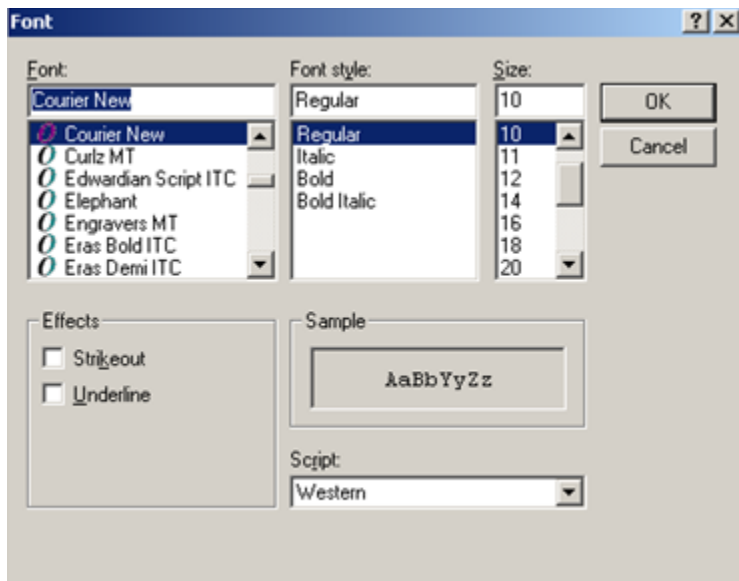 Font
Font: Font style: Size:
Courier New Regular 10 OK
Courier New Regular 10 Cancel
Curlz MT Italic 11
Edwardian Script ITC Bold 12
Elephant Bold Italic 14
Engravers MT 16
Eras Bold ITC 18
Eras Demi ITC 20
Effects Sample
Strikeout
AaBbYyZz
Underline
Script:
Western